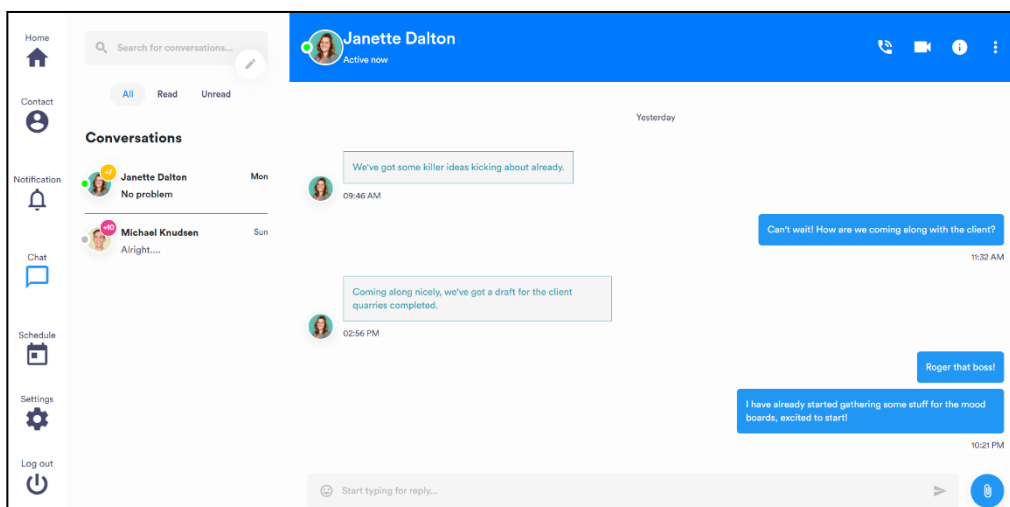 Home
Contact
Notification
Chat
Schedule
Settings
Log out
Search for conversations...
All Read Unread
Conversations
+7
Janette Dalton Mon
No problem
+10
Michael Knudsen Sun
Alright....
Janette Dalton
Active now
Yesterday
We've got some killer ideas kicking about already.
09:46 AM
Can't wait! How are we coming along with the client?
11:32 AM
Coming along nicely, we've got a draft for the client
quarries completed.
02:56 PM
Roger that boss!
I have already started gathering some stuff for the mood
boards, excited to start!
10:21 PM
Start typing for reply...